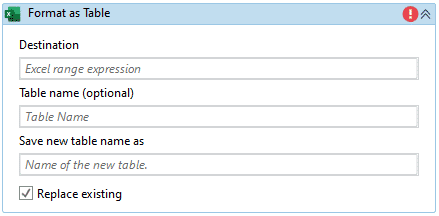 Format as Table
Destination
Excel range expression
Table name (optional)
Table Name
Save new table name as
Name of the new table.
Replace existing